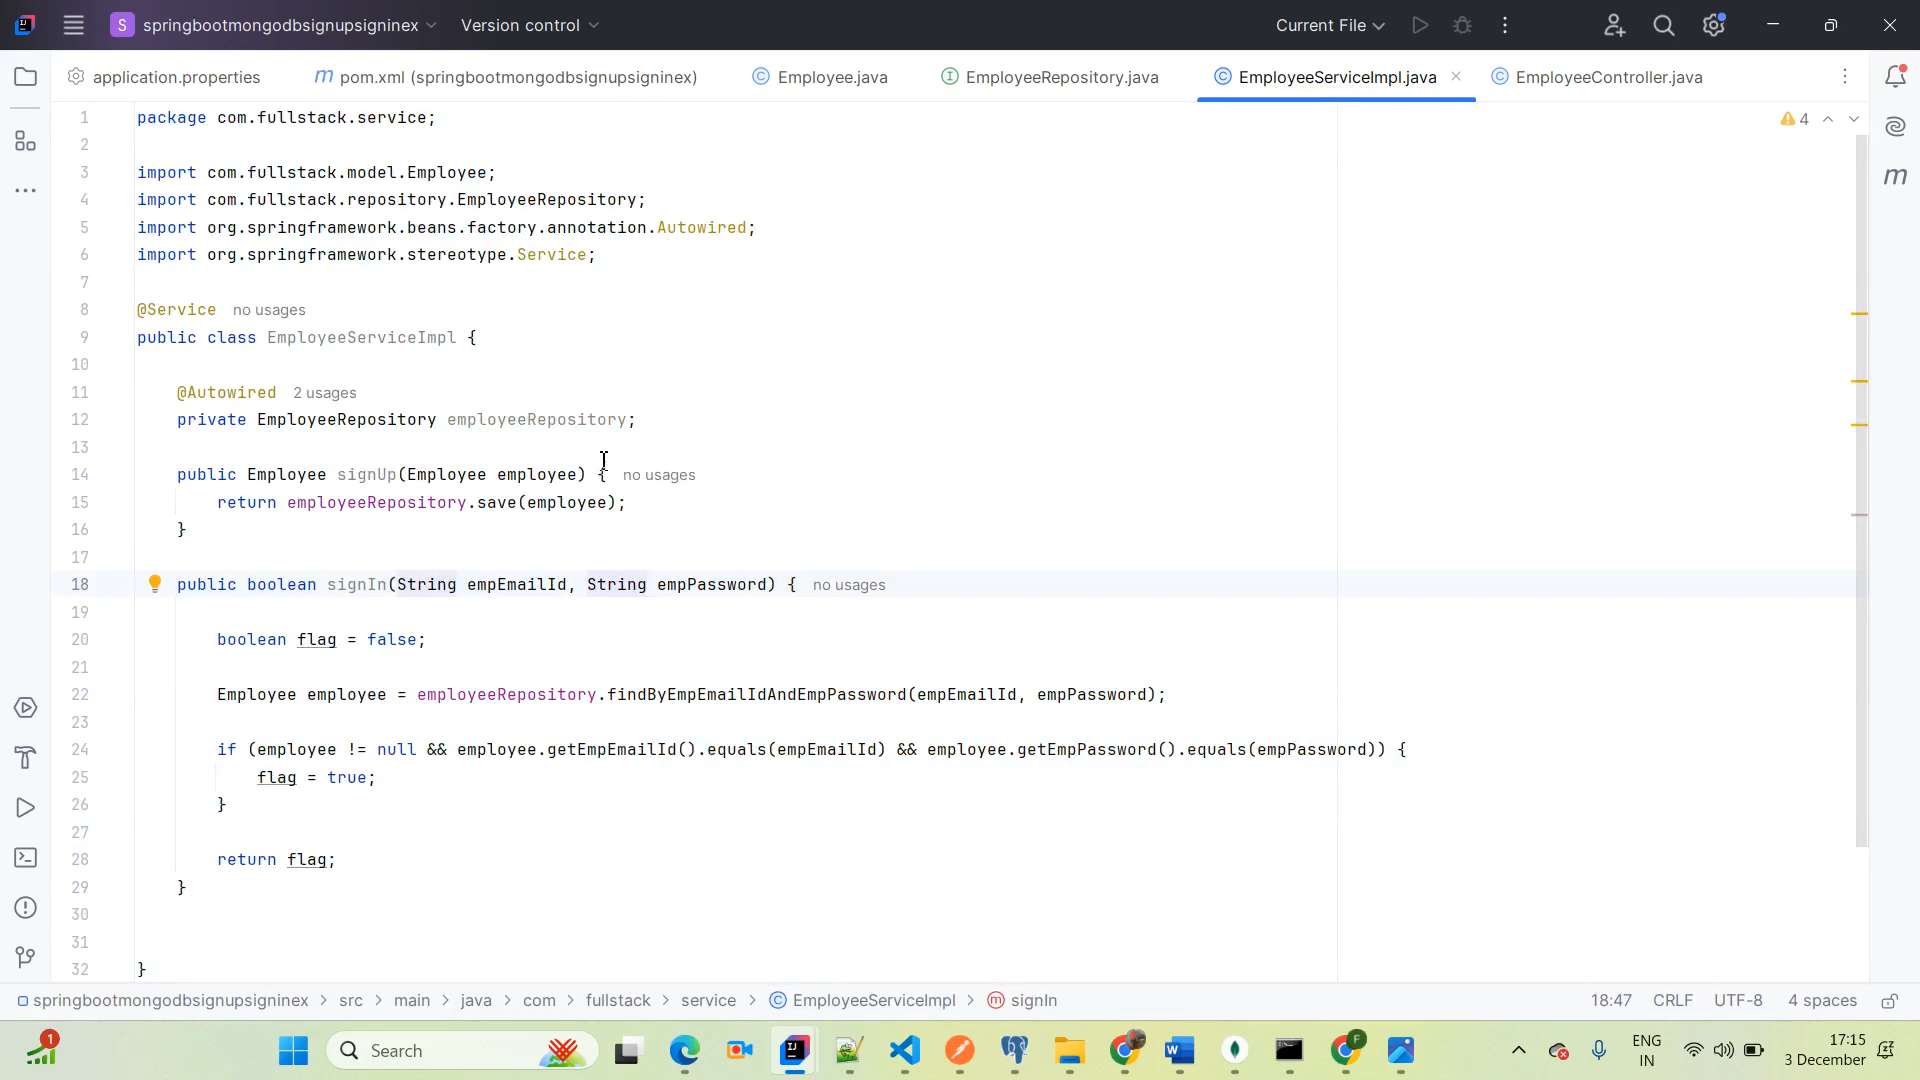 S springbootmongodbsignupsigninex Version control Current File
application.properties m pom.xml (springbootmongodbsignupsigninex) C Employee.java I EmployeeRepository.java C EmployeeServiceImpl.java C EmployeeController.java
1 package com.fullstack.service; 4
2
3 import com.fullstack.model.Employee;
4 import com.fullstack.repository.EmployeeRepository;
5 import org.springframework.beans.factory.annotation.Autowired;
6 import org.springframework.stereotype.Service;
7
8 @Service no usages
9 public class EmployeeServiceImpl {
10
11 @Autowired 2 usages
12 private EmployeeRepository employeeRepository;
13
14 public Employee signUp(Employee employee) { no usages
15 return employeeRepository.save(employee);
16 }
17
18 public boolean signIn(String empEmailId, String empPassword) { no usages
19
20 boolean flag = false;
21
22 Employee employee = employeeRepository.findByEmpEmailIdAndEmpPassword(empEmailId, empPassword);
23
24 if (employee != null && employee.getEmpEmailId().equals(empEmailId) && employee.getEmpPassword().equals(empPassword)) {
25 flag = true;
26 }
27
28 return flag;
29 }
30
31
32 }
springbootmongodbsignupsigninex > src > main > java > com > fullstack > service > C EmployeeServiceImpl > m signIn 18:47 CRLF UTF-8 4 spaces
1 Search ENG IN 17:15 3 December